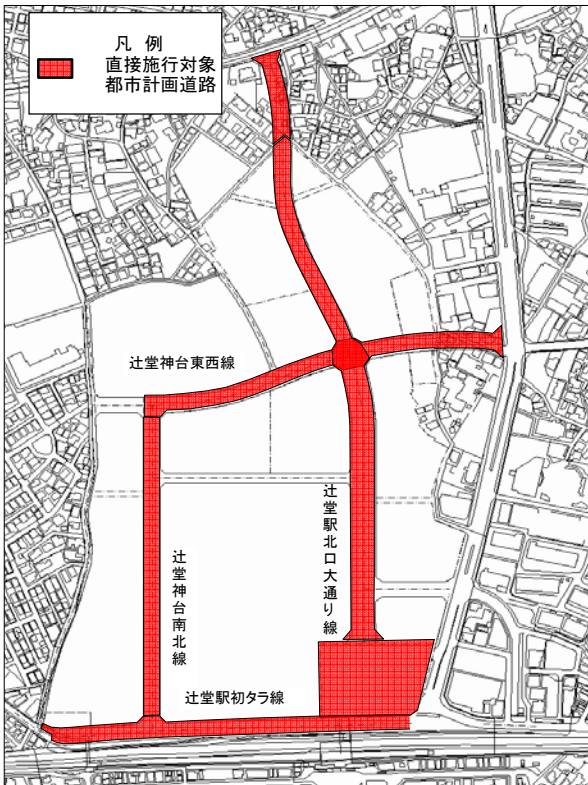 凡 例
直接施行対象
都市計画道路
辻堂神台東西線
辻堂駅北口大通り線
辻堂神台南北線
辻堂駅初タラ線